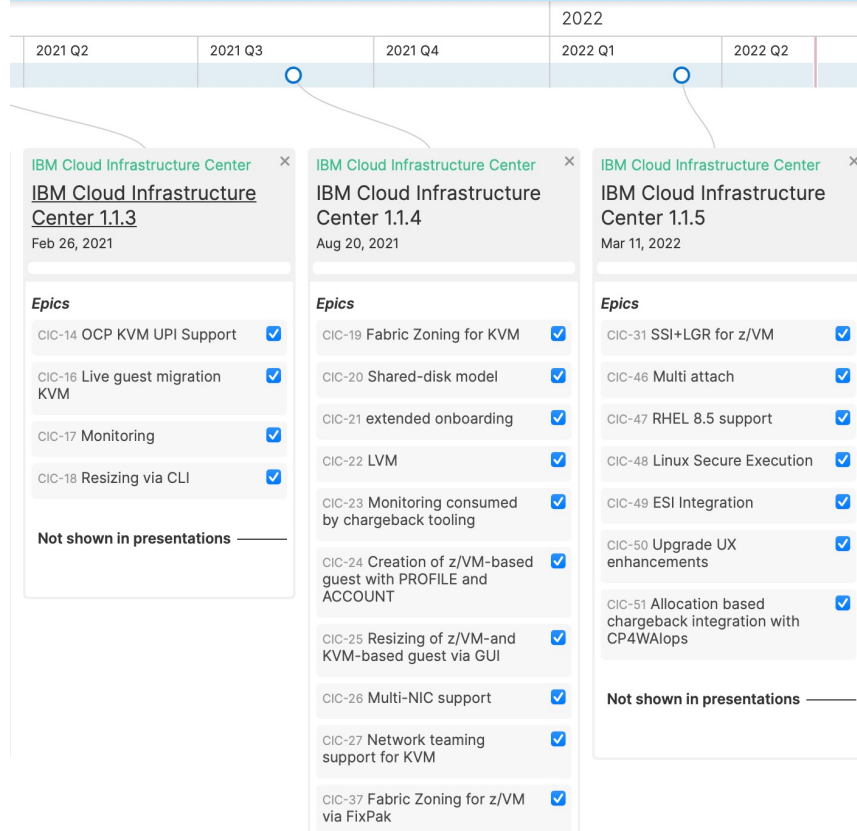 2022
2021 Q2
2021 Q3
2021 Q4
2022 Q1
2022 Q2
IBM Cloud Infrastructure Center
IBM Cloud Infrastructure
Center 1.1.3
Feb 26, 2021
Epics
CIC-14 OCP KVM UPI Support
CIC-16 Live guest migration
KVM
CIC-17 Monitoring
CIC-18 Resizing via CLI
Not shown in presentations
IBM Cloud Infrastructure Center
IBM Cloud Infrastructure
Center 1.1.4
Aug 20, 2021
Epics
CIC-19 Fabric Zoning for KVM
CIC-20 Shared-disk model
CIC-21 extended onboarding
CIC-22 LVM
CIC-23 Monitoring consumed
by chargeback tooling
CIC-24 Creation of z/VM-based
guest with PROFILE and
ACCOUNT
CIC-25 Resizing of z/VM-and
KVM-based guest via GUI
CIC-26 Multi-NIC support
CIC-27 Network teaming
support for KVM
CIC-37 Fabric Zoning for z/VM
via FixPak
IBM Cloud Infrastructure Center
IBM Cloud Infrastructure
Center 1.1.5
Mar 11, 2022
Epics
CIC-31 SSI+LGR for z/VM
CIC-46 Multi attach
CIC-47 RHEL 8.5 support
CIC-48 Linux Secure Execution
CIC-49 ESI Integration
CIC-50 Upgrade UX
enhancements
CIC-51 Allocation based
chargeback integration with
CP4WAIops
Not shown in presentations